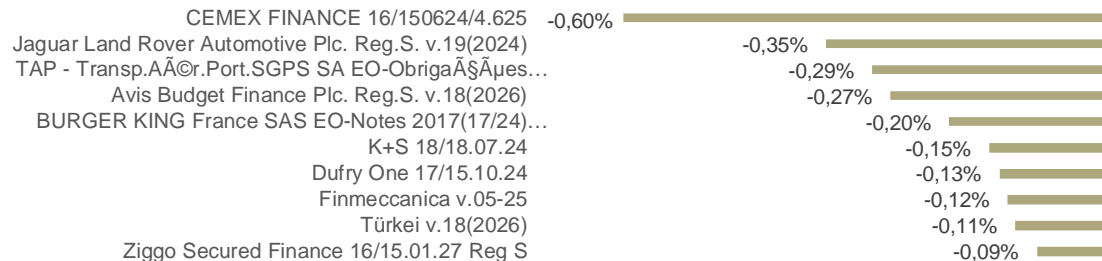 CEMEX FINANCE 16/150624/4.625 -0,60%
Jaguar Land Rover Automotive Plc. Reg.S. v.19(2024) -0,35%
TAP - Transp.AÃ©r.Port.SGPS SA EO-ObrigaÃ§Ãµes… -0,29%
Avis Budget Finance Plc. Reg.S. v.18(2026) -0,27%
BURGER KING France SAS EO-Notes 2017(17/24)… -0,20%
K+S 18/18.07.24 -0,15%
Dufry One 17/15.10.24 -0,13%
Finmeccanica v.05-25 -0,12%
Türkei v.18(2026) -0,11%
Ziggo Secured Finance 16/15.01.27 Reg S -0,09%